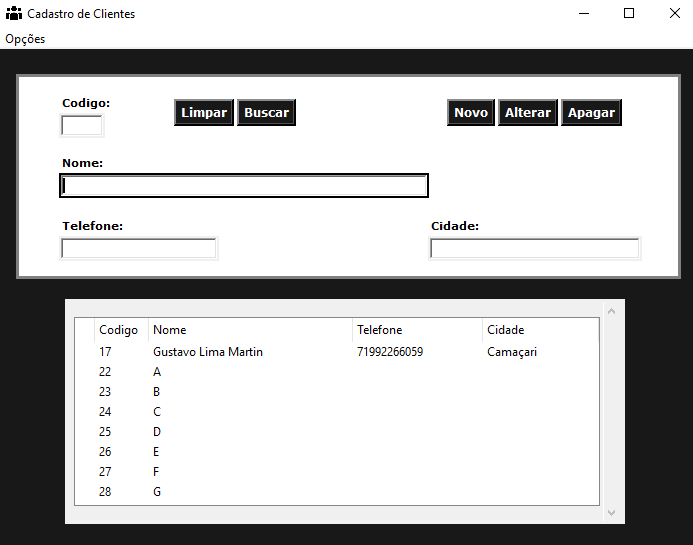 Cadastro de Clientes
Opções
Codigo:
Limpar Buscar Novo Alterar Apagar
Nome:
Telefone: Cidade:
Codigo Nome Telefone Cidade
17 Gustavo Lima Martin 71992266059 Camaçari
22 A
23 B
24 C
25 D
26 E
27 F
28 G